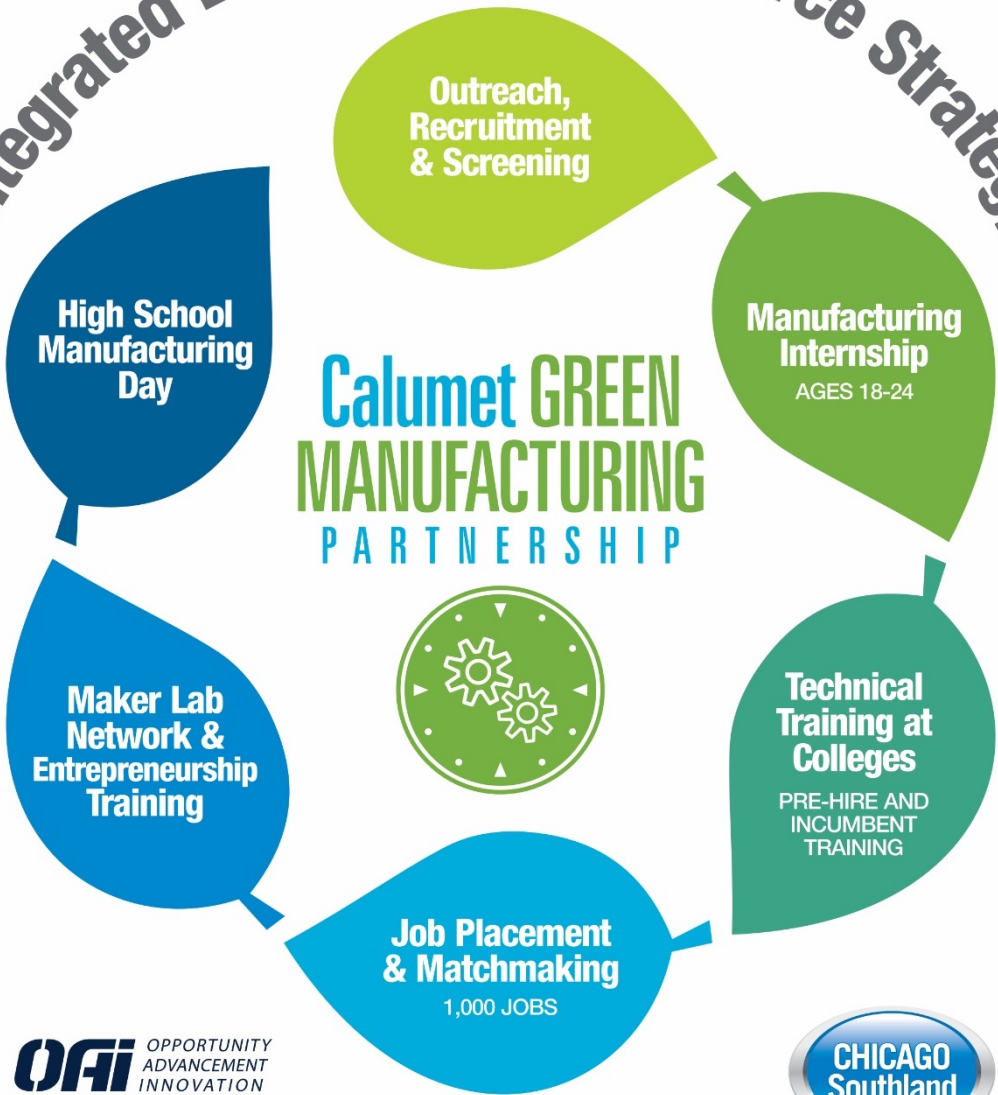 Outreach,
Recruitment
& Screening
Manufacturing
Internship
AGES 18-24
Technical
Training at
Colleges
PRE-HIRE AND
INCUMBENT
TRAINING
Job Placement
& Matchmaking
1,000 JOBS
Maker Lab
Network &
Entrepreneurship
Training
High School
Manufacturing
Day
Calumet GREEN
MANUFACTURING
PARTNERSHIP
OAI OPPORTUNITY
ADVANCEMENT
INNOVATION
CHICAGO
Southland